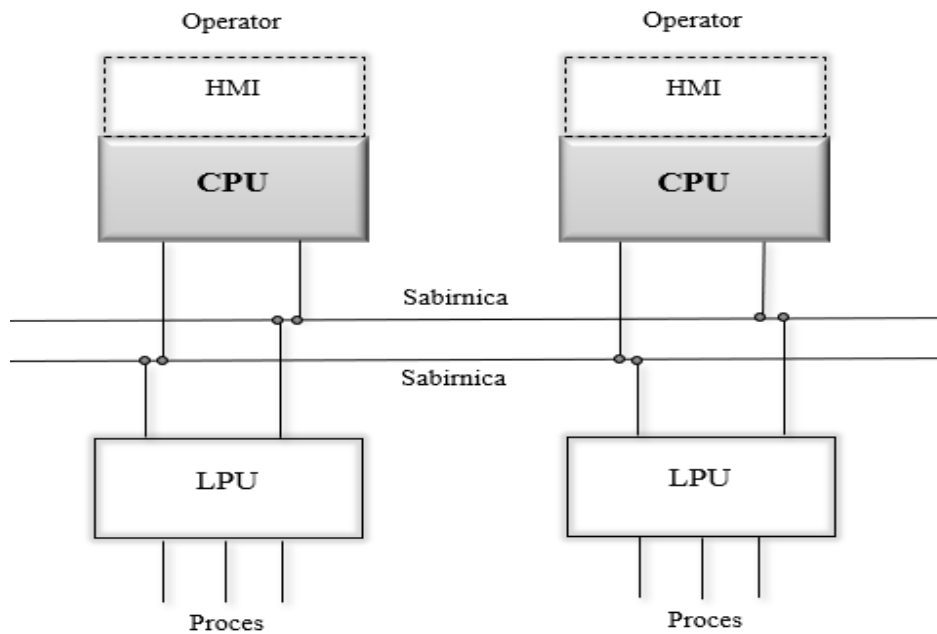 Operator
Operator
HMI
HMI
CPU
CPU
Sabirnica
Sabirnica
LPU
LPU
Proces
Proces